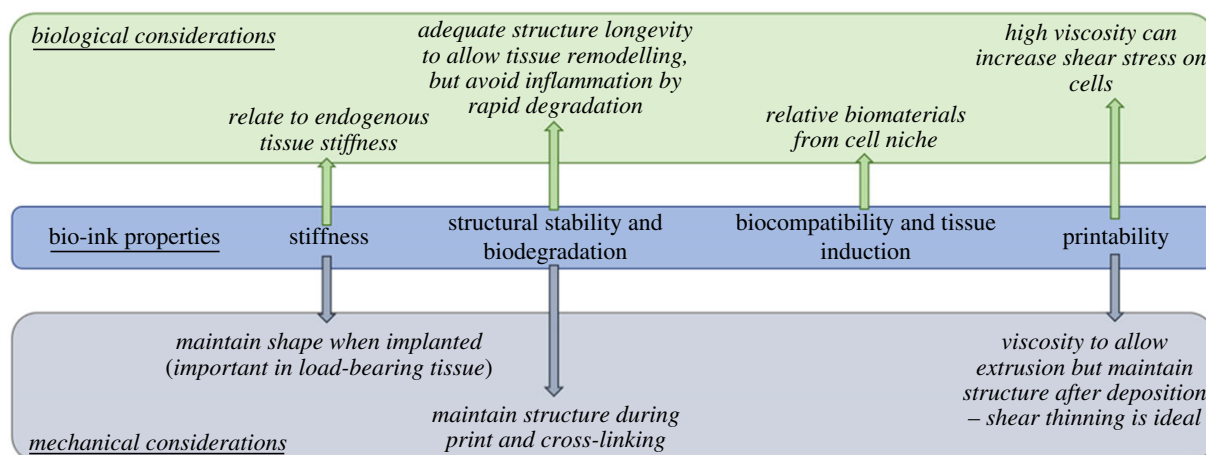 biological considerations
relate to endogenous
tissue stiffness
adequate structure longevity
to allow tissue remodelling,
but avoid inflammation by
rapid degradation
relative biomaterials
from cell niche
high viscosity can
increase shear stress on
cells
bio-ink properties
stiffness
structural stability and
biodegradation
biocompatibility and tissue
induction
printability
maintain shape when implanted
(important in load-bearing tissue)
maintain structure during
print and cross-linking
viscosity to allow
extrusion but maintain
structure after deposition
– shear thinning is ideal
mechanical considerations